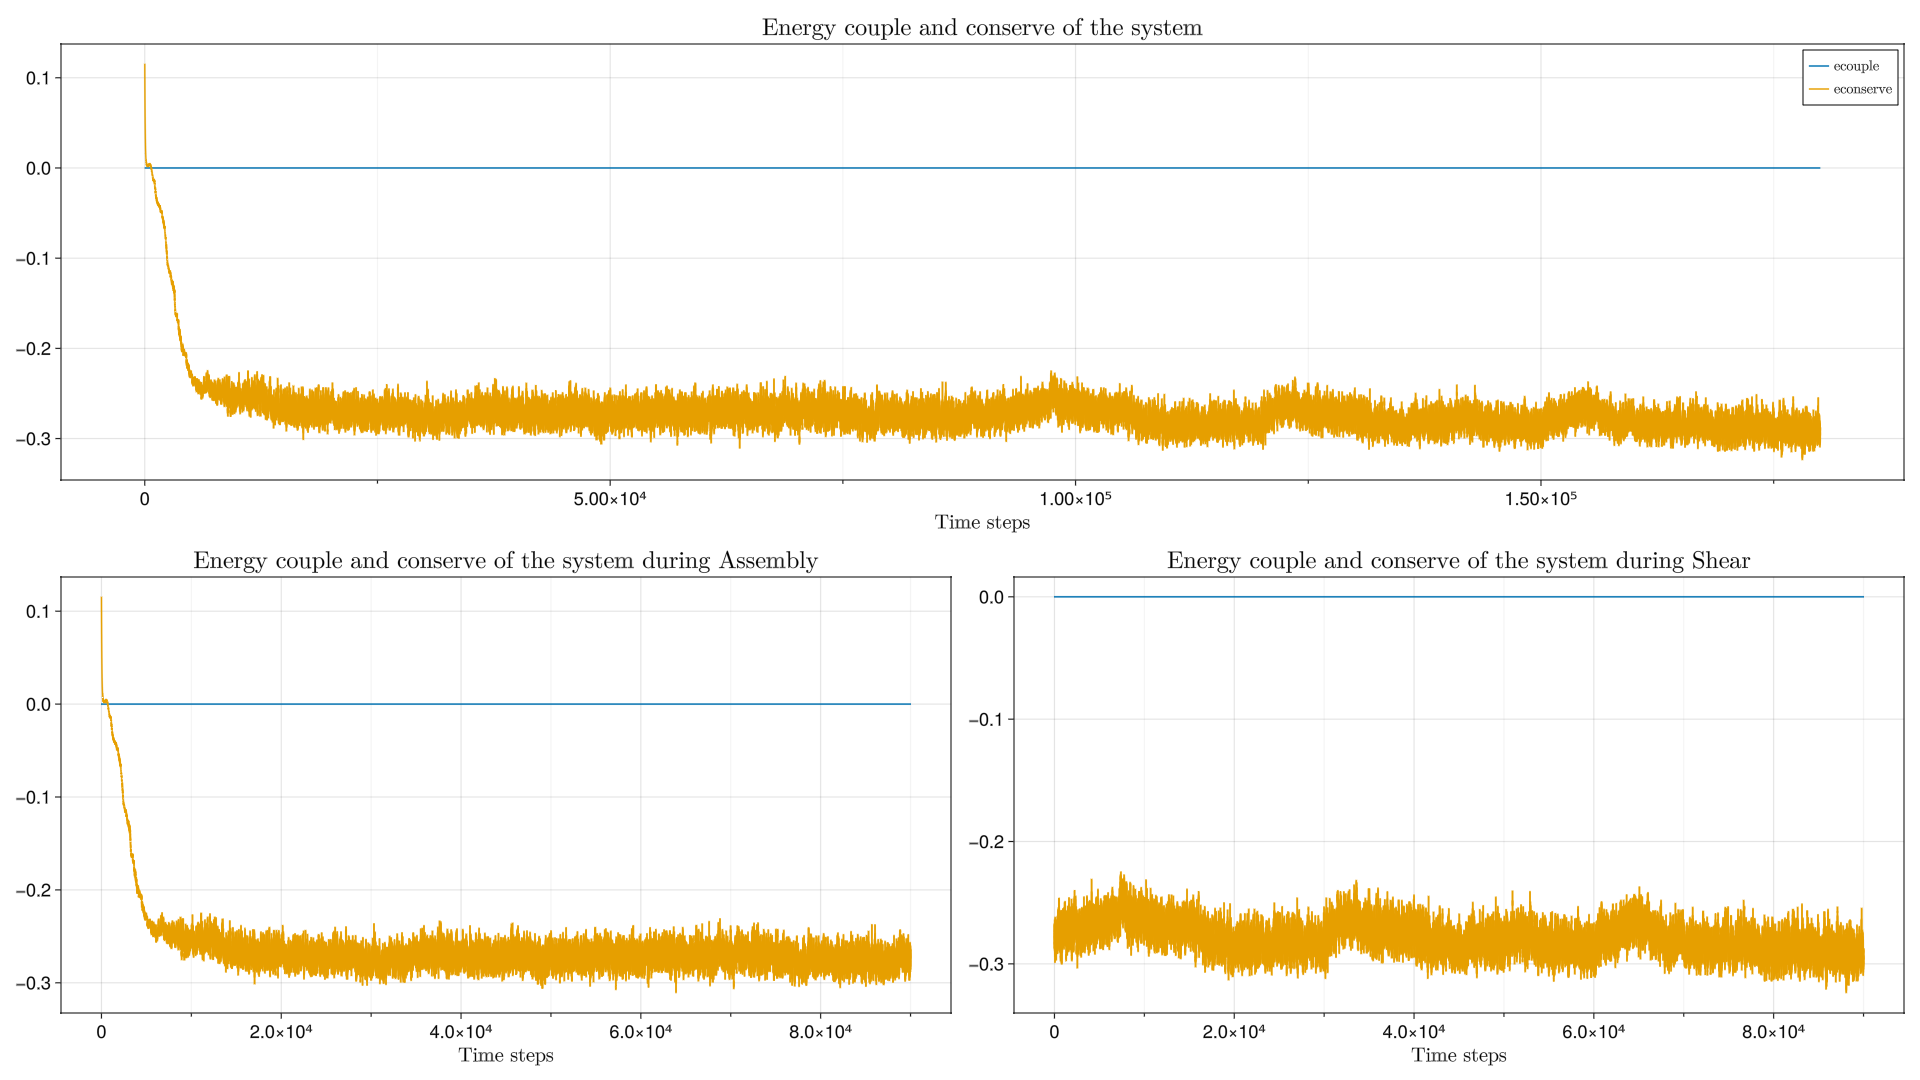 Energy couple and conserve of the system
ecouple
econserve
0.1
0.0
−0.1
−0.2
−0.3
0 5.00×10⁴ 1.00×10⁵ 1.50×10⁵
Time steps
Energy couple and conserve of the system during Assembly
0.1
0.0
−0.1
−0.2
−0.3
0 2.0×10⁴ 4.0×10⁴ 6.0×10⁴ 8.0×10⁴
Time steps
Energy couple and conserve of the system during Shear
0.0
−0.1
−0.2
−0.3
0 2.0×10⁴ 4.0×10⁴ 6.0×10⁴ 8.0×10⁴
Time steps